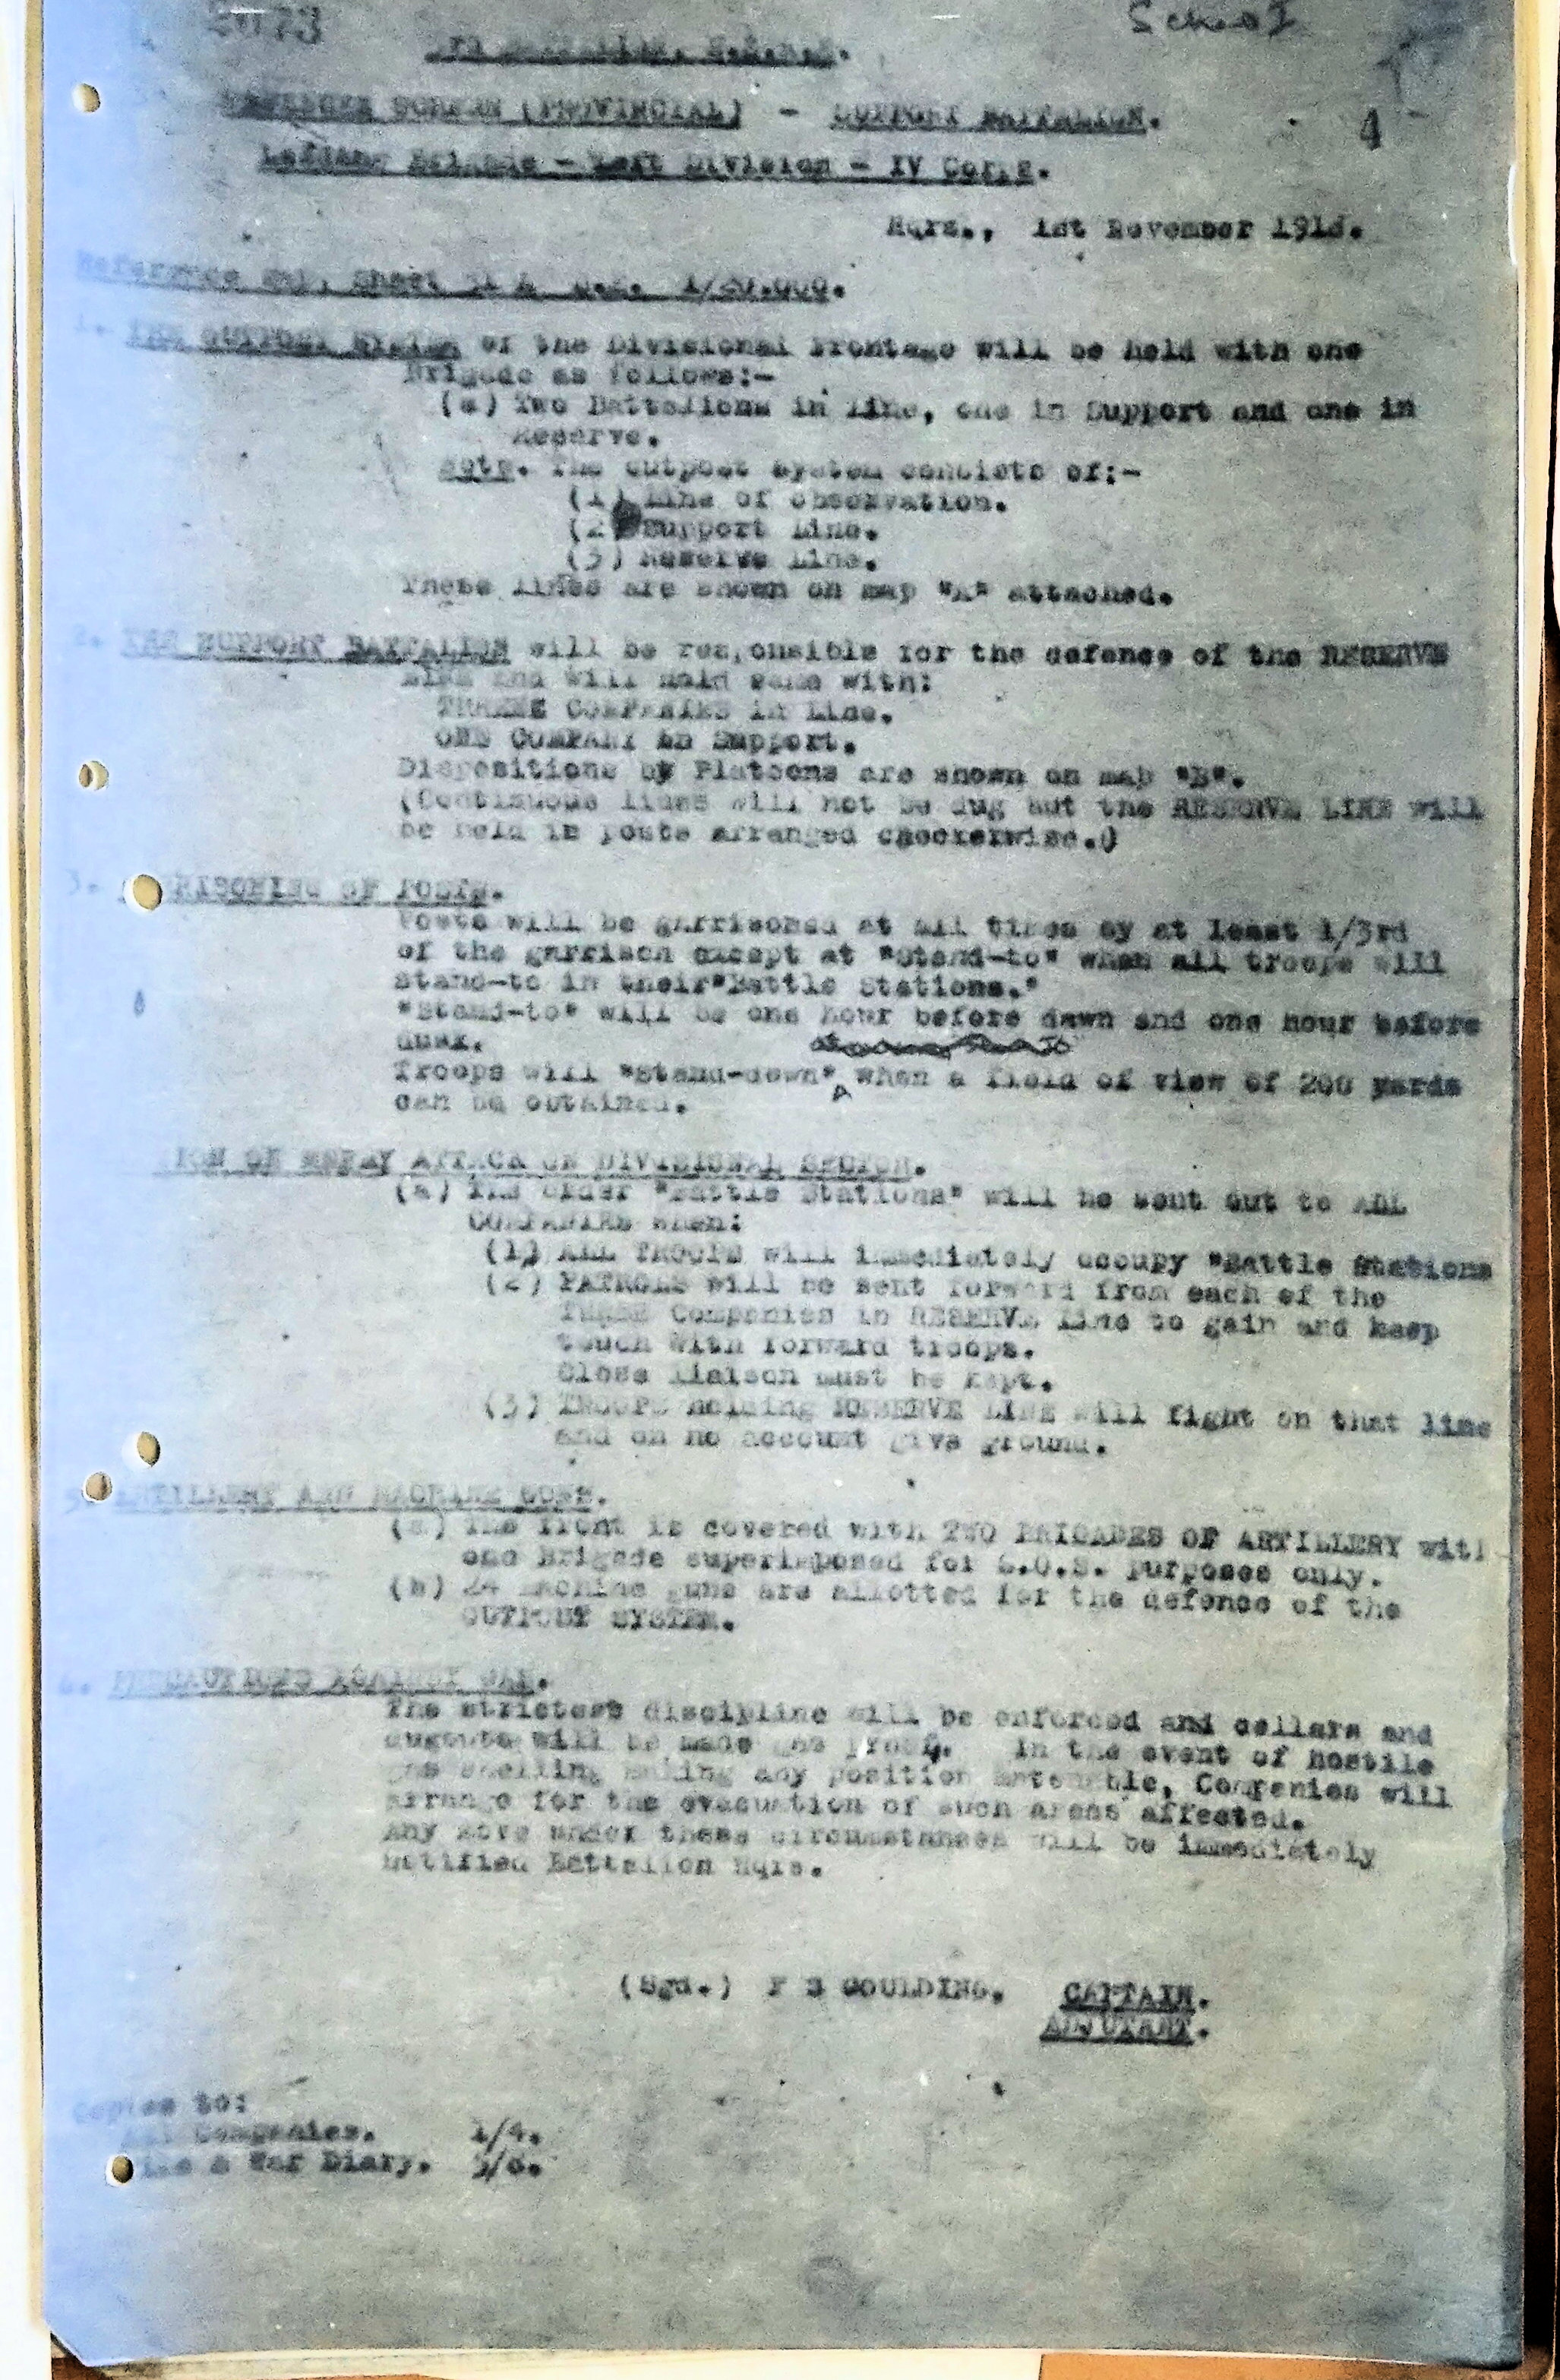 DEFENCE SCHEME (PROVINCIAL) - SUPPORT BATTALION.
Leading Brigade - Left Division - IV Corps.
4
Hqrs., 1st November 1918.
Reference Map, Sheet 51 A 1/20.000.
1. THE OUTPOST SYSTEM of the Divisional frontage will be held with one
Brigade as follows:-
(a) Two Battalions in line, one in Support and one in
Reserve.
Note. The outpost system consists of:-
(1) Line of observation.
(2) Support Line.
(3) Reserve Line.
These lines are shown on map "A" attached.
2. THE SUPPORT BATTALION will be responsible for the defence of the RESERVE
LINE and will hold same with:
THREE COMPANIES in Line.
ONE COMPANY in Support.
Dispositions by Platoons are shown on map "B".
(Continuous lines will not be dug but the RESERVE LINE will
be held in posts arranged checkerwise.)
3. GARRISONING OF POSTS.
Posts will be garrisoned at all times by at least 1/3rd
of the garrison except at "Stand-to" when all troops will
stand-to in their "Battle Stations."
"Stand-to" will be one hour before dawn and one hour before
dusk.
Troops will "Stand-down" when a field of view of 200 yards
can be obtained.
ION OF ENEMY ATTACK ON DIVISIONAL SECTOR.
(a) The order "Battle Stations" will be sent out to ALL
COMPANIES when:
(1) ALL TROOPS will immediately occupy "Battle Stations
(2) PATROLS will be sent forward from each of the
THREE Companies in RESERVE Line to gain and keep
touch with forward troops.
Close liaison must be kept.
(3) TROOPS holding RESERVE LINE will fight on that line
and on no account give ground.
5. ARTILLERY AND MACHINE GUNS.
(a) The front is covered with TWO BRIGADES OF ARTILLERY with
one Brigade superimposed for S.O.S. purposes only.
(b) 24 machine guns are allotted for the defence of the
OUTPOST SYSTEM.
6. PRECAUTIONS AGAINST GAS.
The strictest discipline will be enforced and cellars and
dugouts will be made gas proof. In the event of hostile
gas shelling making any position untenable, Companies will
arrange for the evacuation of such areas affected.
Any move under these circumstances will be immediately
notified Battalion Hqrs.
(Sgd.) F S GOULDING. CAPTAIN.
ADJUTANT.
Copies to:
All Companies. 1/4.
File & War Diary. 5/6.